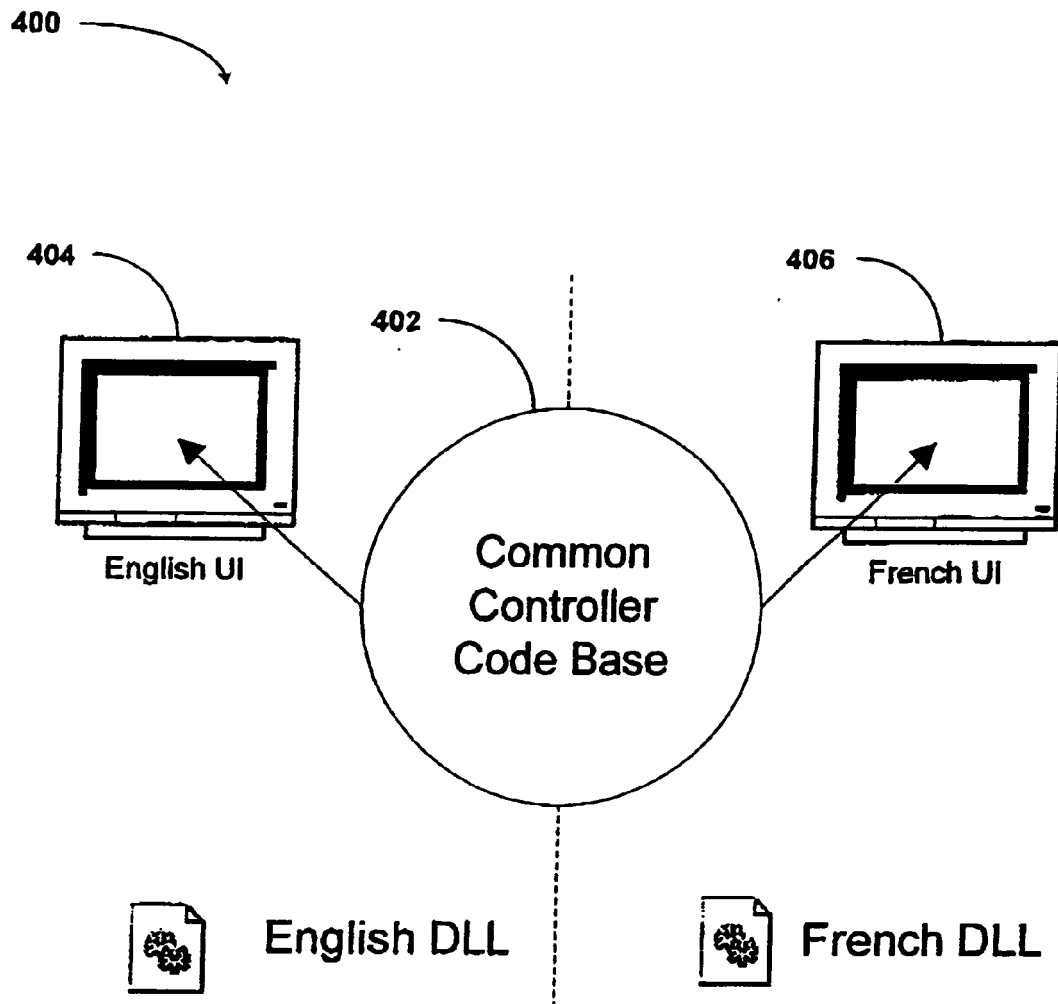 400
404
406
402
English UI
French UI
Common
Controller
Code Base
English DLL
French DLL